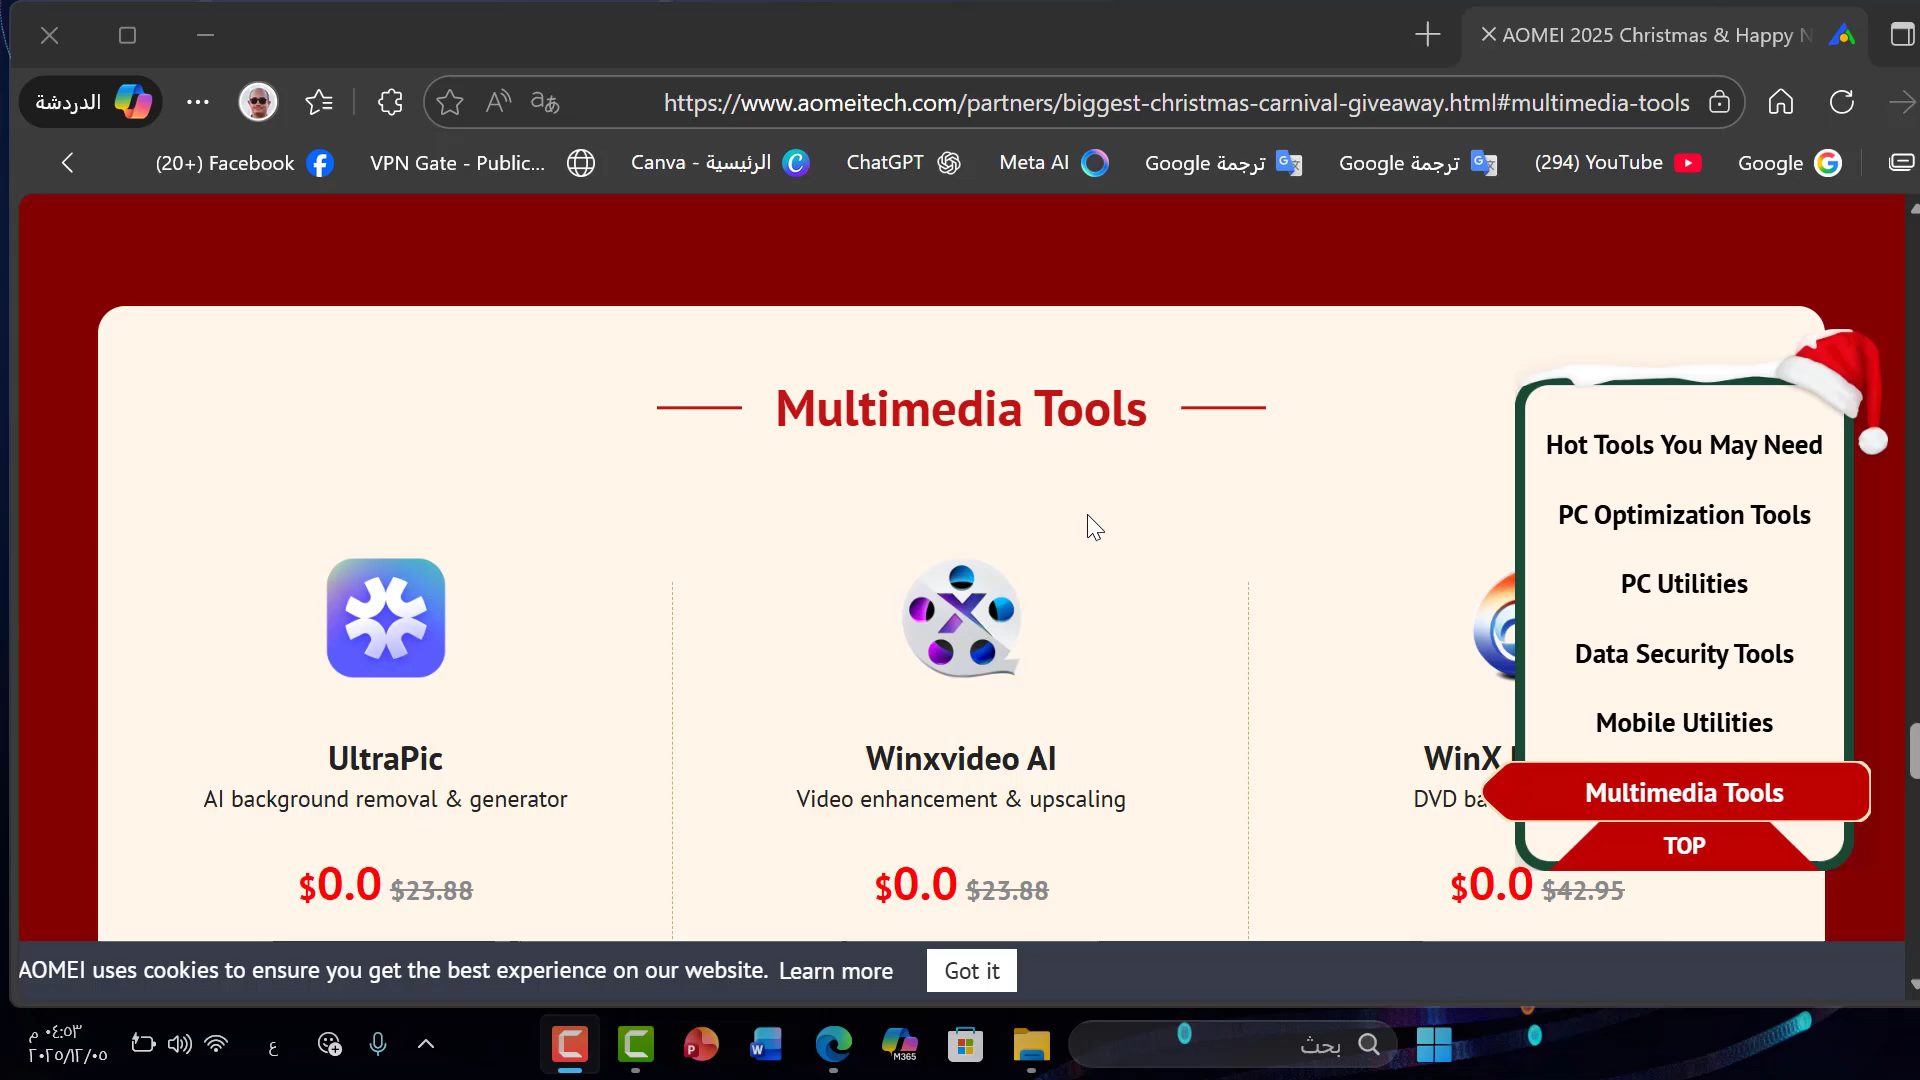 AOMEI 2025 Christmas & Happy N
الدردشة
https://www.aomeitech.com/partners/biggest-christmas-carnival-giveaway.html#multimedia-tools
(20+) Facebook
VPN Gate - Public...
Canva - الرئيسية
ChatGPT
Meta AI
ترجمة Google
ترجمة Google
(294) YouTube
Google
Multimedia Tools
UltraPic
AI background removal & generator
$0.0 $23.88
Winxvideo AI
Video enhancement & upscaling
$0.0 $23.88
WinX
DVD ba
$0.0 $42.95
Hot Tools You May Need
PC Optimization Tools
PC Utilities
Data Security Tools
Mobile Utilities
Multimedia Tools
TOP
AOMEI uses cookies to ensure you get the best experience on our website. Learn more
Got it
٠٤:٥٣ م
٢٠٢٥/١٢/٠٥
ع
M365
بحث